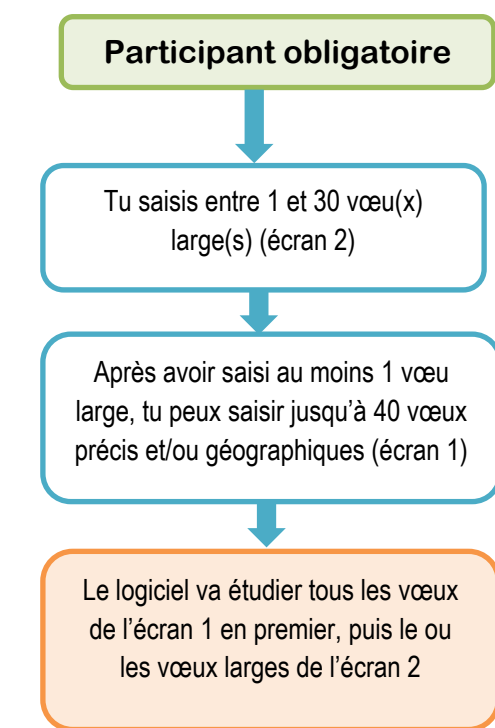 Participant obligatoire
Tu saisis entre 1 et 30 vœu(x)
large(s) (écran 2)
Après avoir saisi au moins 1 vœu
large, tu peux saisir jusqu’à 40 vœux
précis et/ou géographiques (écran 1)
Le logiciel va étudier tous les vœux
de l’écran 1 en premier, puis le ou
les vœux larges de l’écran 2